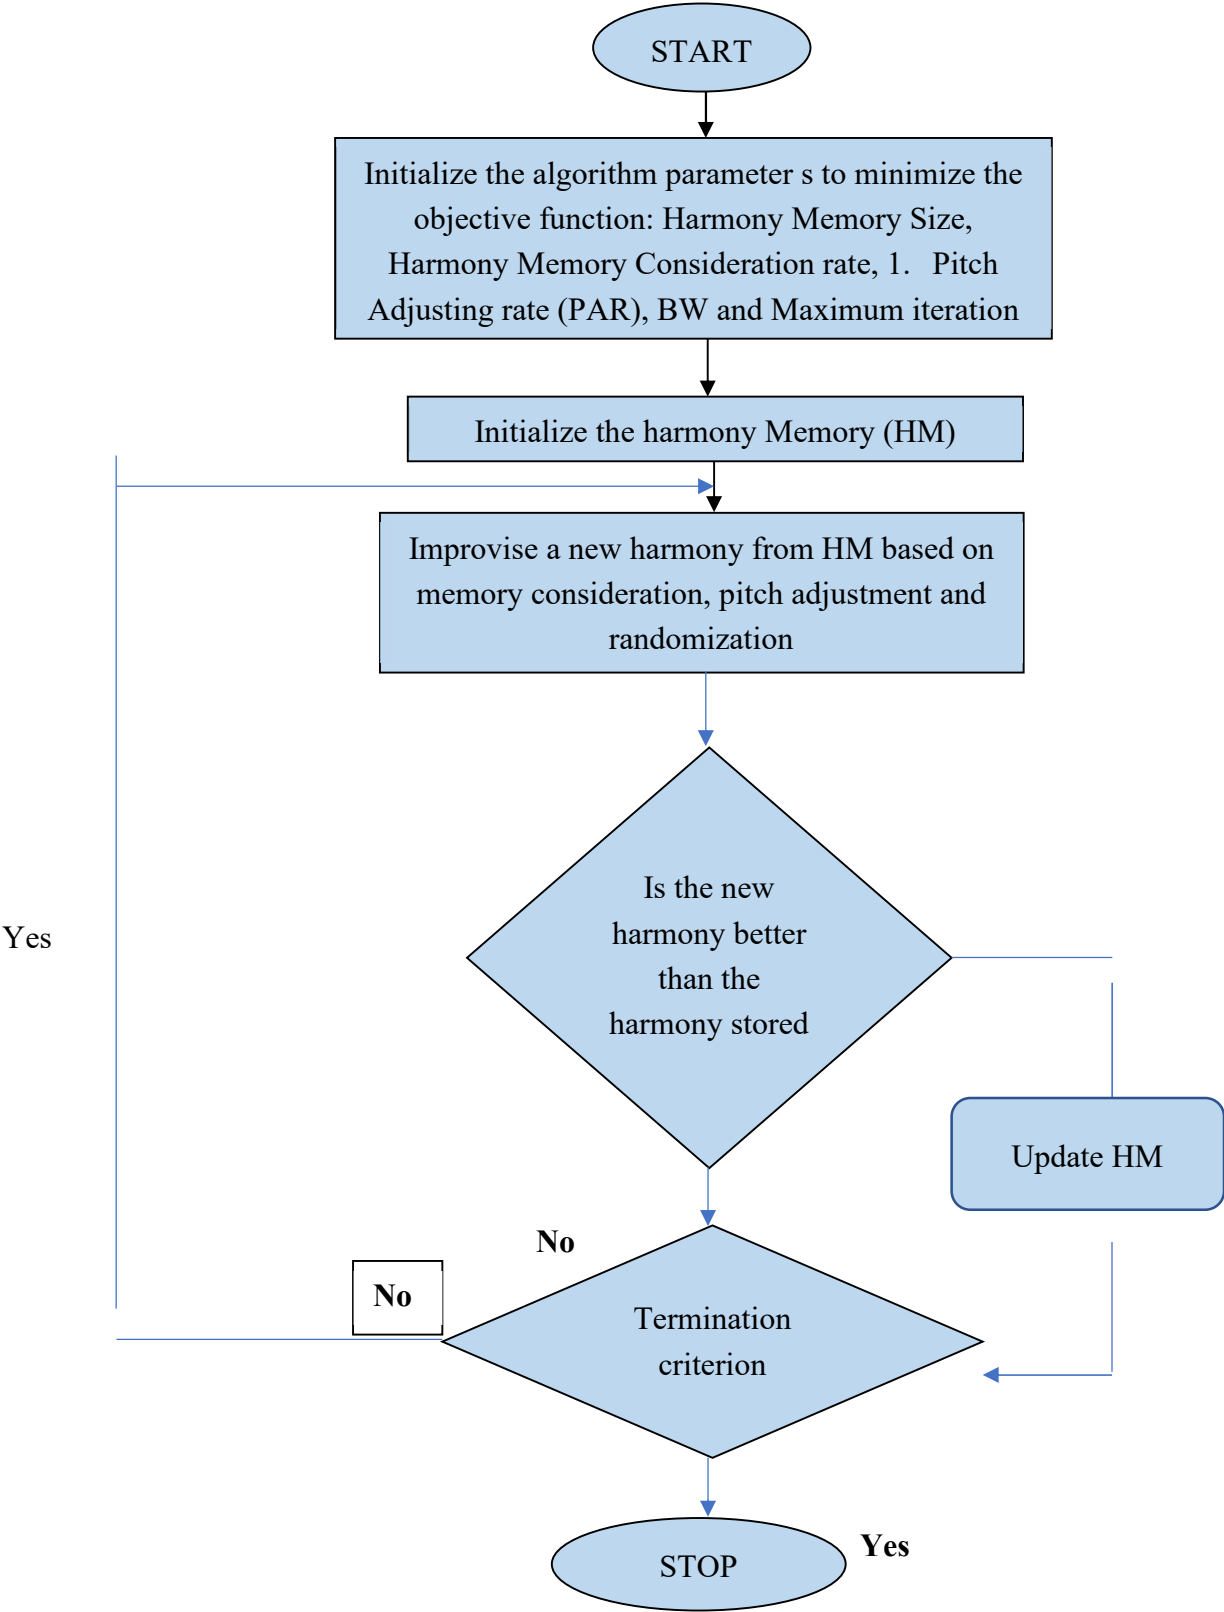 START
Initialize the algorithm parameter s to minimize the
objective function: Harmony Memory Size,
Harmony Memory Consideration rate, 1. Pitch
Adjusting rate (PAR), BW and Maximum iteration
Initialize the harmony Memory (HM)
Improvise a new harmony from HM based on
memory consideration, pitch adjustment and
randomization
Is the new
harmony better
than the
harmony stored
Yes
Update HM
No
No
Termination
criterion
STOP
Yes